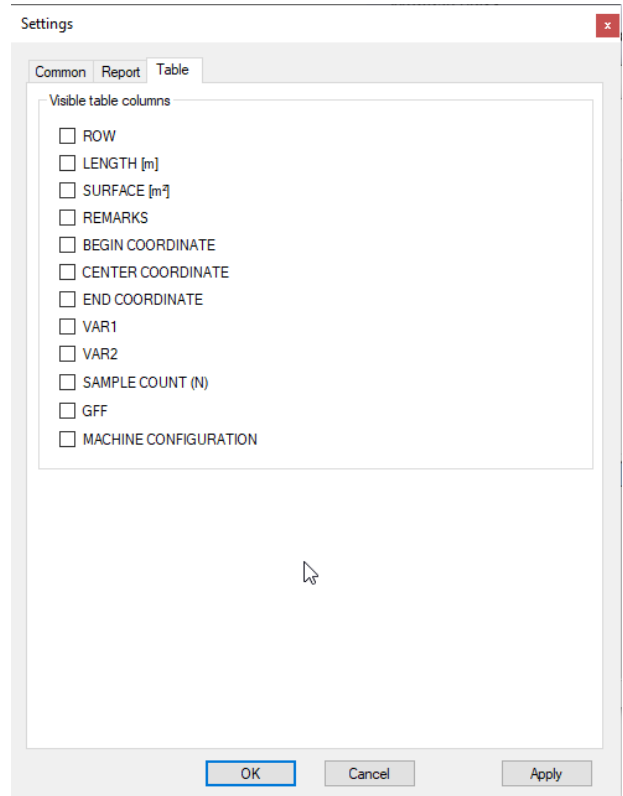 Settings
x
Common Report Table
Visible table columns
ROW
LENGTH [m]
SURFACE [m²]
REMARKS
BEGIN COORDINATE
CENTER COORDINATE
END COORDINATE
VAR1
VAR2
SAMPLE COUNT (N)
GFF
MACHINE CONFIGURATION
OK Cancel Apply